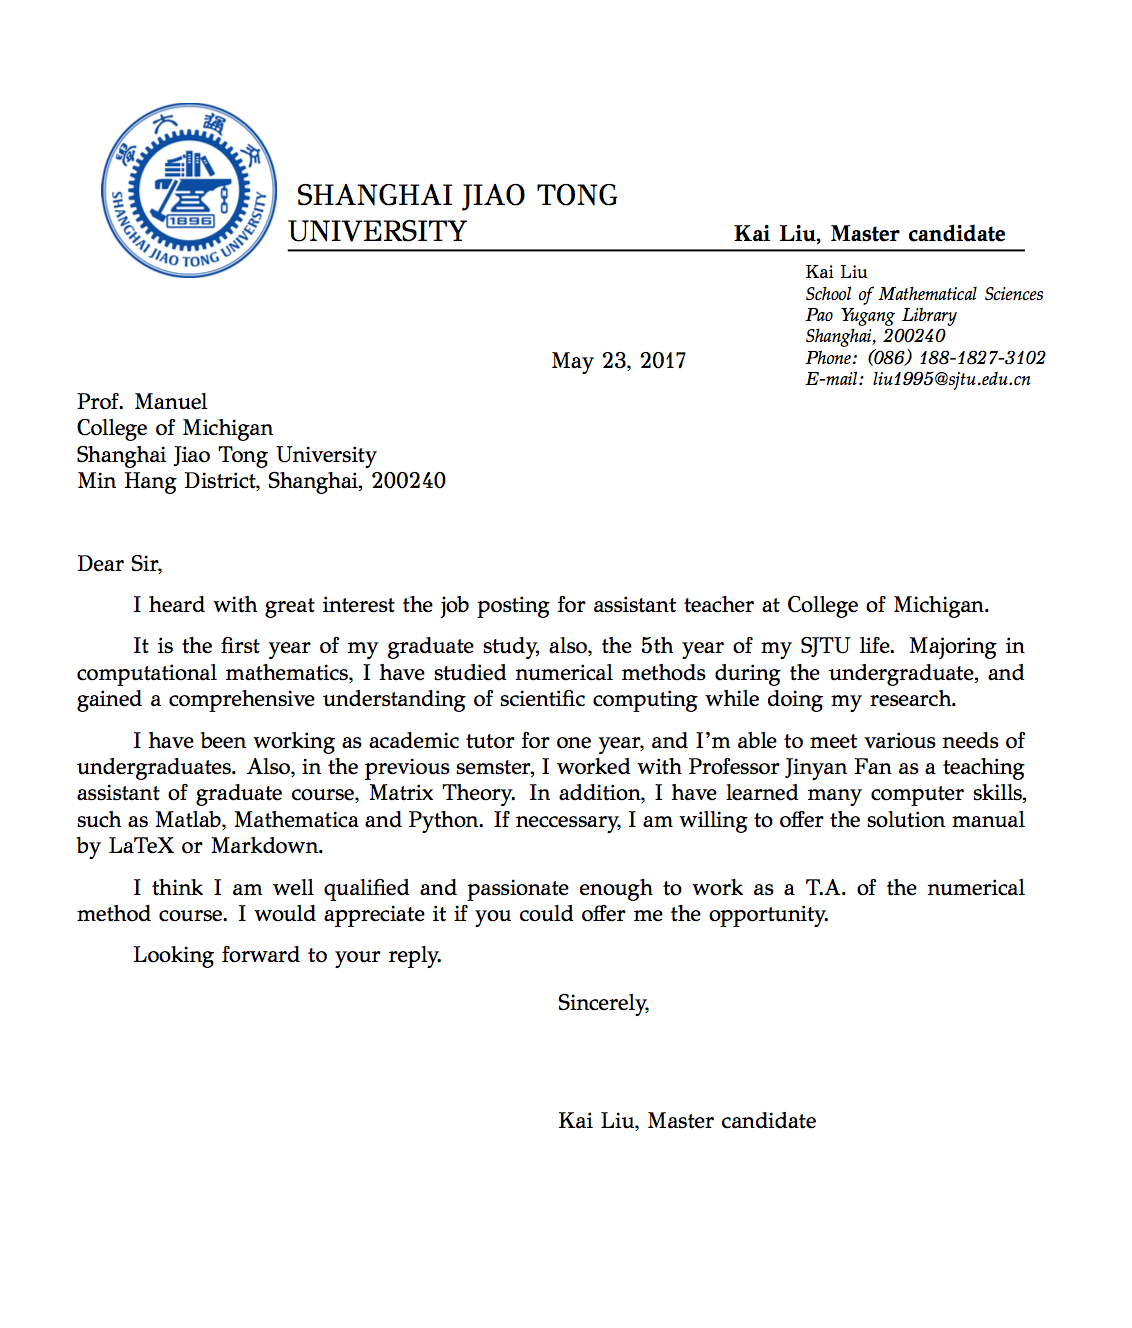 學大通交
1896
SHANGHAI JIAO TONG UNIVERSITY
SHANGHAI JIAO TONG
UNIVERSITY
Kai Liu, Master candidate
Kai Liu
School of Mathematical Sciences
Pao Yugang Library
Shanghai, 200240
Phone: (086) 188-1827-3102
E-mail: liu1995@sjtu.edu.cn
May 23, 2017
Prof. Manuel
College of Michigan
Shanghai Jiao Tong University
Min Hang District, Shanghai, 200240
Dear Sir,
I heard with great interest the job posting for assistant teacher at College of Michigan.
It is the first year of my graduate study, also, the 5th year of my SJTU life. Majoring in
computational mathematics, I have studied numerical methods during the undergraduate, and
gained a comprehensive understanding of scientific computing while doing my research.
I have been working as academic tutor for one year, and I'm able to meet various needs of
undergraduates. Also, in the previous semster, I worked with Professor Jinyan Fan as a teaching
assistant of graduate course, Matrix Theory. In addition, I have learned many computer skills,
such as Matlab, Mathematica and Python. If neccessary, I am willing to offer the solution manual
by LaTeX or Markdown.
I think I am well qualified and passionate enough to work as a T.A. of the numerical
method course. I would appreciate it if you could offer me the opportunity.
Looking forward to your reply.
Sincerely,
Kai Liu, Master candidate